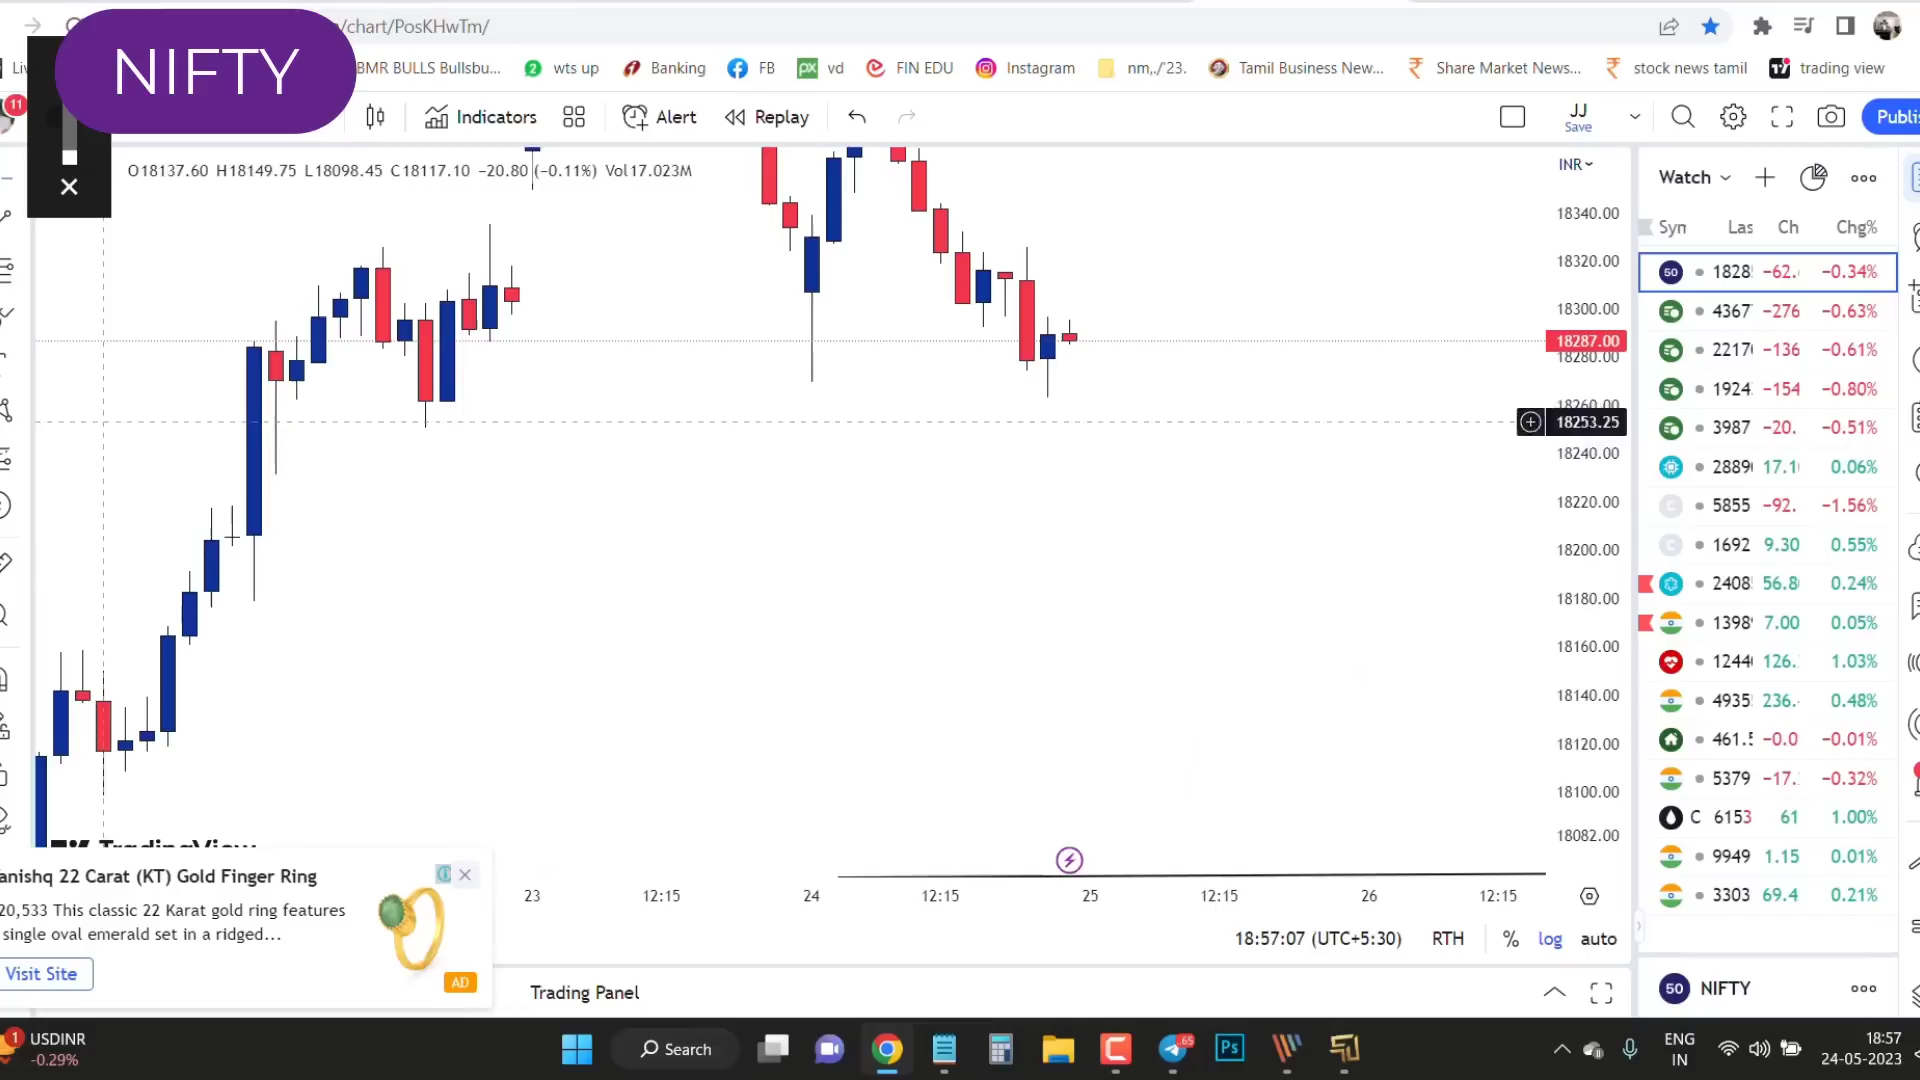 NIFTY
/chart/PosKHwTm/
BMR BULLS Bullsbu...
wts up
Banking
FB
vd
FIN EDU
Instagram
nm,./'23.
Tamil Business New...
Share Market News...
stock news tamil
trading view
11
Indicators
Alert
Replay
JJ
Save
O18137.60 H18149.75 L18098.45 C18117.10 −20.80 (−0.11%) Vol17.023M
INR
18340.00
18320.00
18300.00
18287.00
18280.00
18260.00
18253.25
18240.00
18220.00
18200.00
18180.00
18160.00
18140.00
18120.00
18100.00
18082.00
Watch
Chg%
50 1828 −62. −0.34%
4367 −276 −0.63%
2217 −136 −0.61%
1924 −154 −0.80%
3987 −20. −0.51%
2889 17.1 0.06%
C 5855 −92. −1.56%
C 1692 9.30 0.55%
2408 56.8 0.24%
1398 7.00 0.05%
1244 126. 1.03%
4935 236. 0.48%
461.5 −0.0 −0.01%
5379 −17. −0.32%
C 6153 61 1.00%
9949 1.15 0.01%
3303 69.4 0.21%
TradingView
23 12:15 24 12:15 25 12:15 26 12:15
18:57:07 (UTC+5:30) RTH % log auto
anishq 22 Carat (KT) Gold Finger Ring
20,533 This classic 22 Karat gold ring features
single oval emerald set in a ridged...
Visit Site
AD
Trading Panel
50 NIFTY
1
USDINR
-0.29%
Search
65
Ps
ENG
IN
18:57
24-05-2023